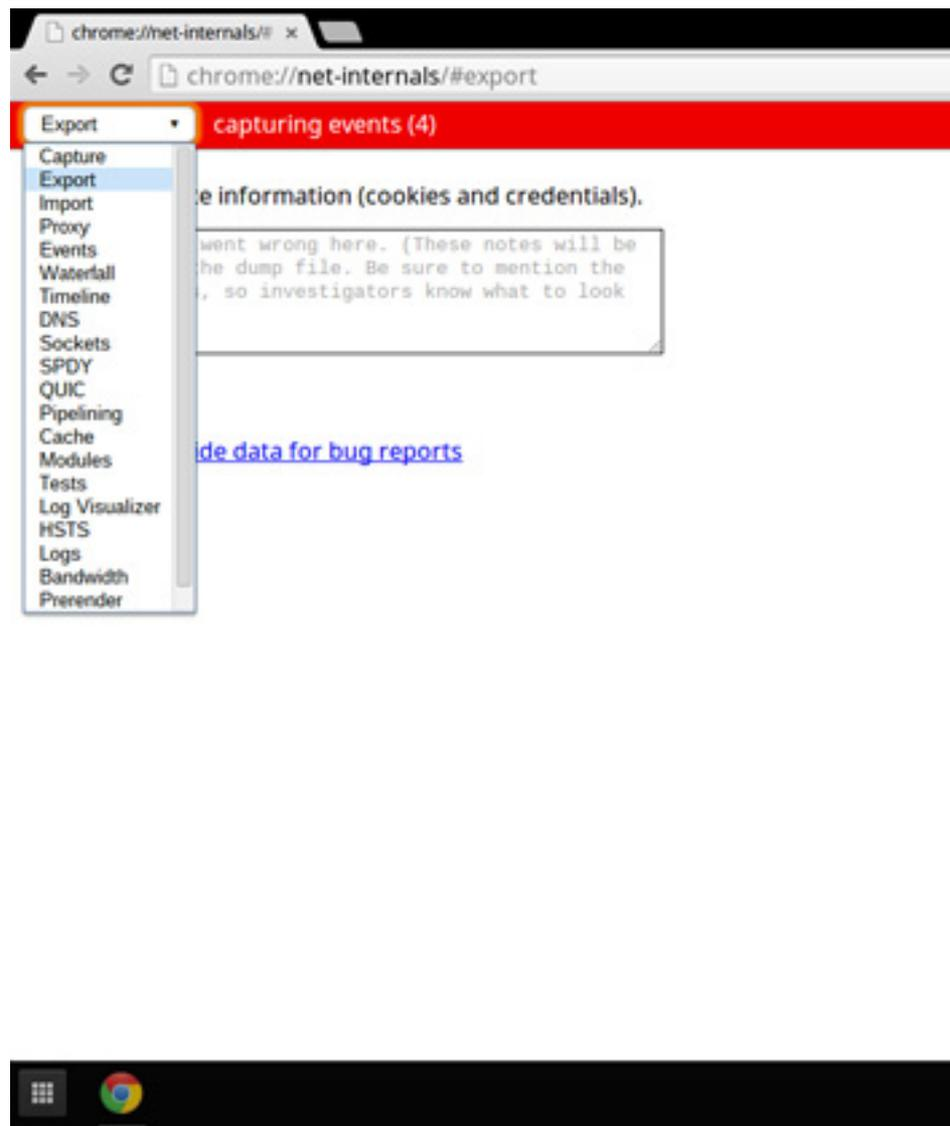 chrome://net-internals/#
chrome://net-internals/#export
Export capturing events (4)
Capture
Export
Import
Proxy
Events
Waterfall
Timeline
DNS
Sockets
SPDY
QUIC
Pipelining
Cache
Modules
Tests
Log Visualizer
HSTS
Logs
Bandwidth
Prerender
e information (cookies and credentials).
went wrong here. (These notes will be
he dump file. Be sure to mention the
, so investigators know what to look
ide data for bug reports